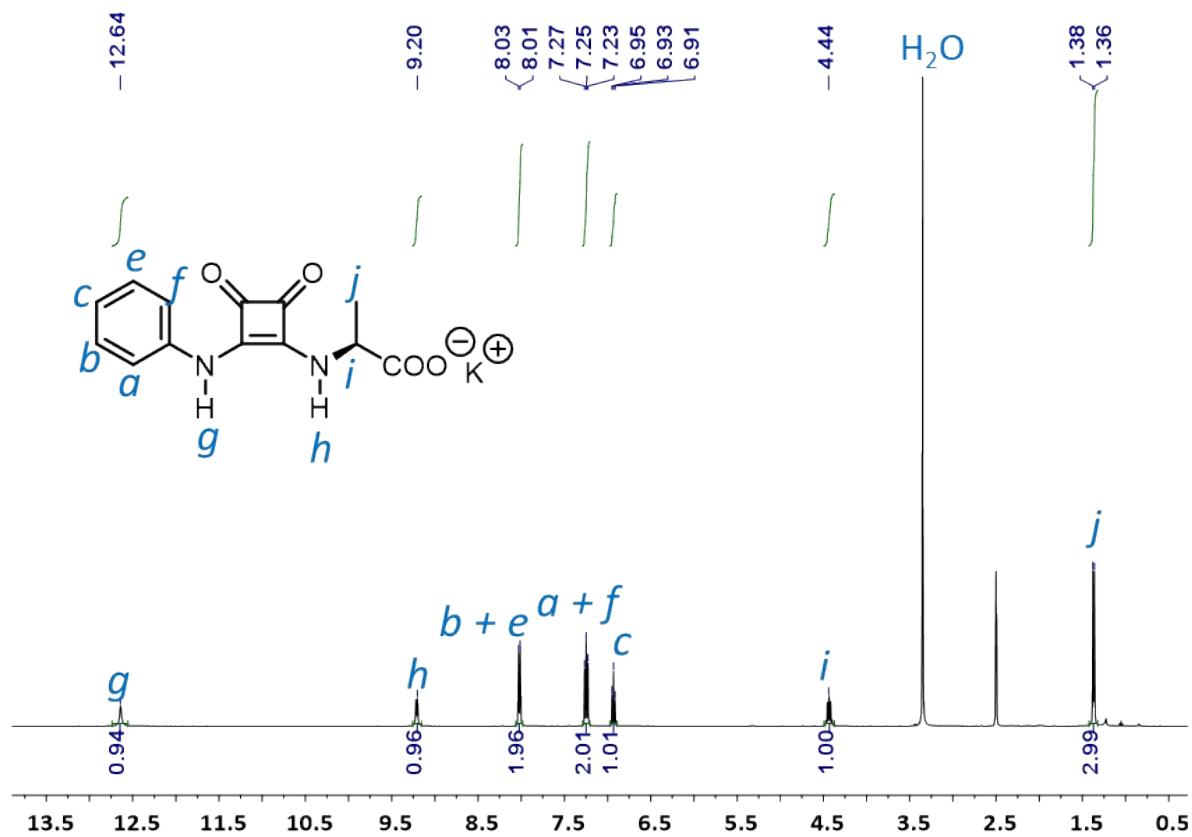 12.64
9.20
8.03
8.01
7.27
7.25
7.23
6.95
6.93
6.91
4.44
H₂O
1.38
1.36
e
c
f
b
a
O
O
N
H
g
N
H
h
j
i
COO⊖
K⊕
g
h
b + e
a + f
c
i
j
0.94
0.96
1.96
2.01
1.01
1.00
2.99
13.5 12.5 11.5 10.5 9.5 8.5 7.5 6.5 5.5 4.5 3.5 2.5 1.5 0.5